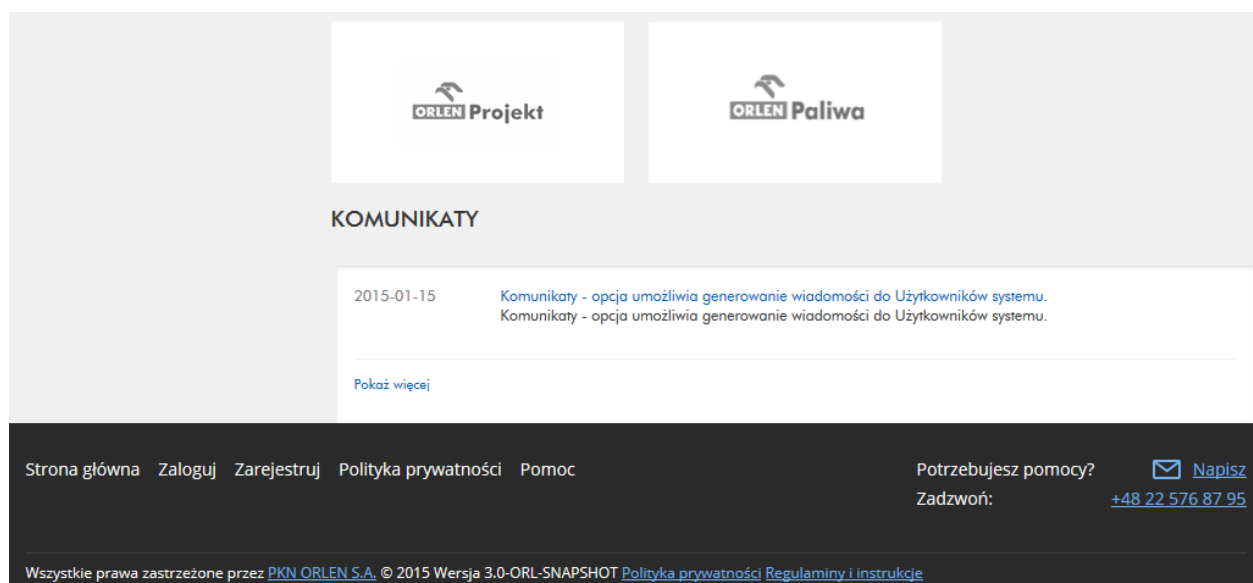 ORLEN Projekt
ORLEN Paliwa
KOMUNIKATY
2015-01-15
Komunikaty - opcja umożliwia generowanie wiadomości do Użytkowników systemu.
Komunikaty - opcja umożliwia generowanie wiadomości do Użytkowników systemu.
Pokaż więcej
Strona główna Zaloguj Zarejestruj Polityka prywatności Pomoc
Potrzebujesz pomocy? Napisz
Zadzwoń: +48 22 576 87 95
Wszystkie prawa zastrzeżone przez PKN ORLEN S.A. © 2015 Wersja 3.0-ORL-SNAPSHOT Polityka prywatności Regulaminy i instrukcje